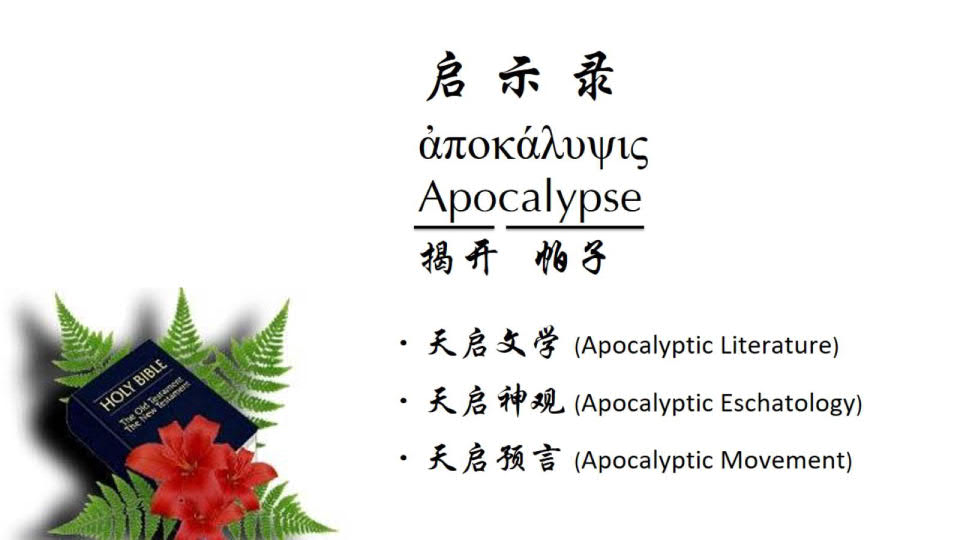 启 示 录
ἀποκάλυψις
Apocalypse
揭开 帕子
• 天启文学 (Apocalyptic Literature)
• 天启神观 (Apocalyptic Eschatology)
• 天启预言 (Apocalyptic Movement)
HOLY BIBLE
The Old Testament
The New Testament